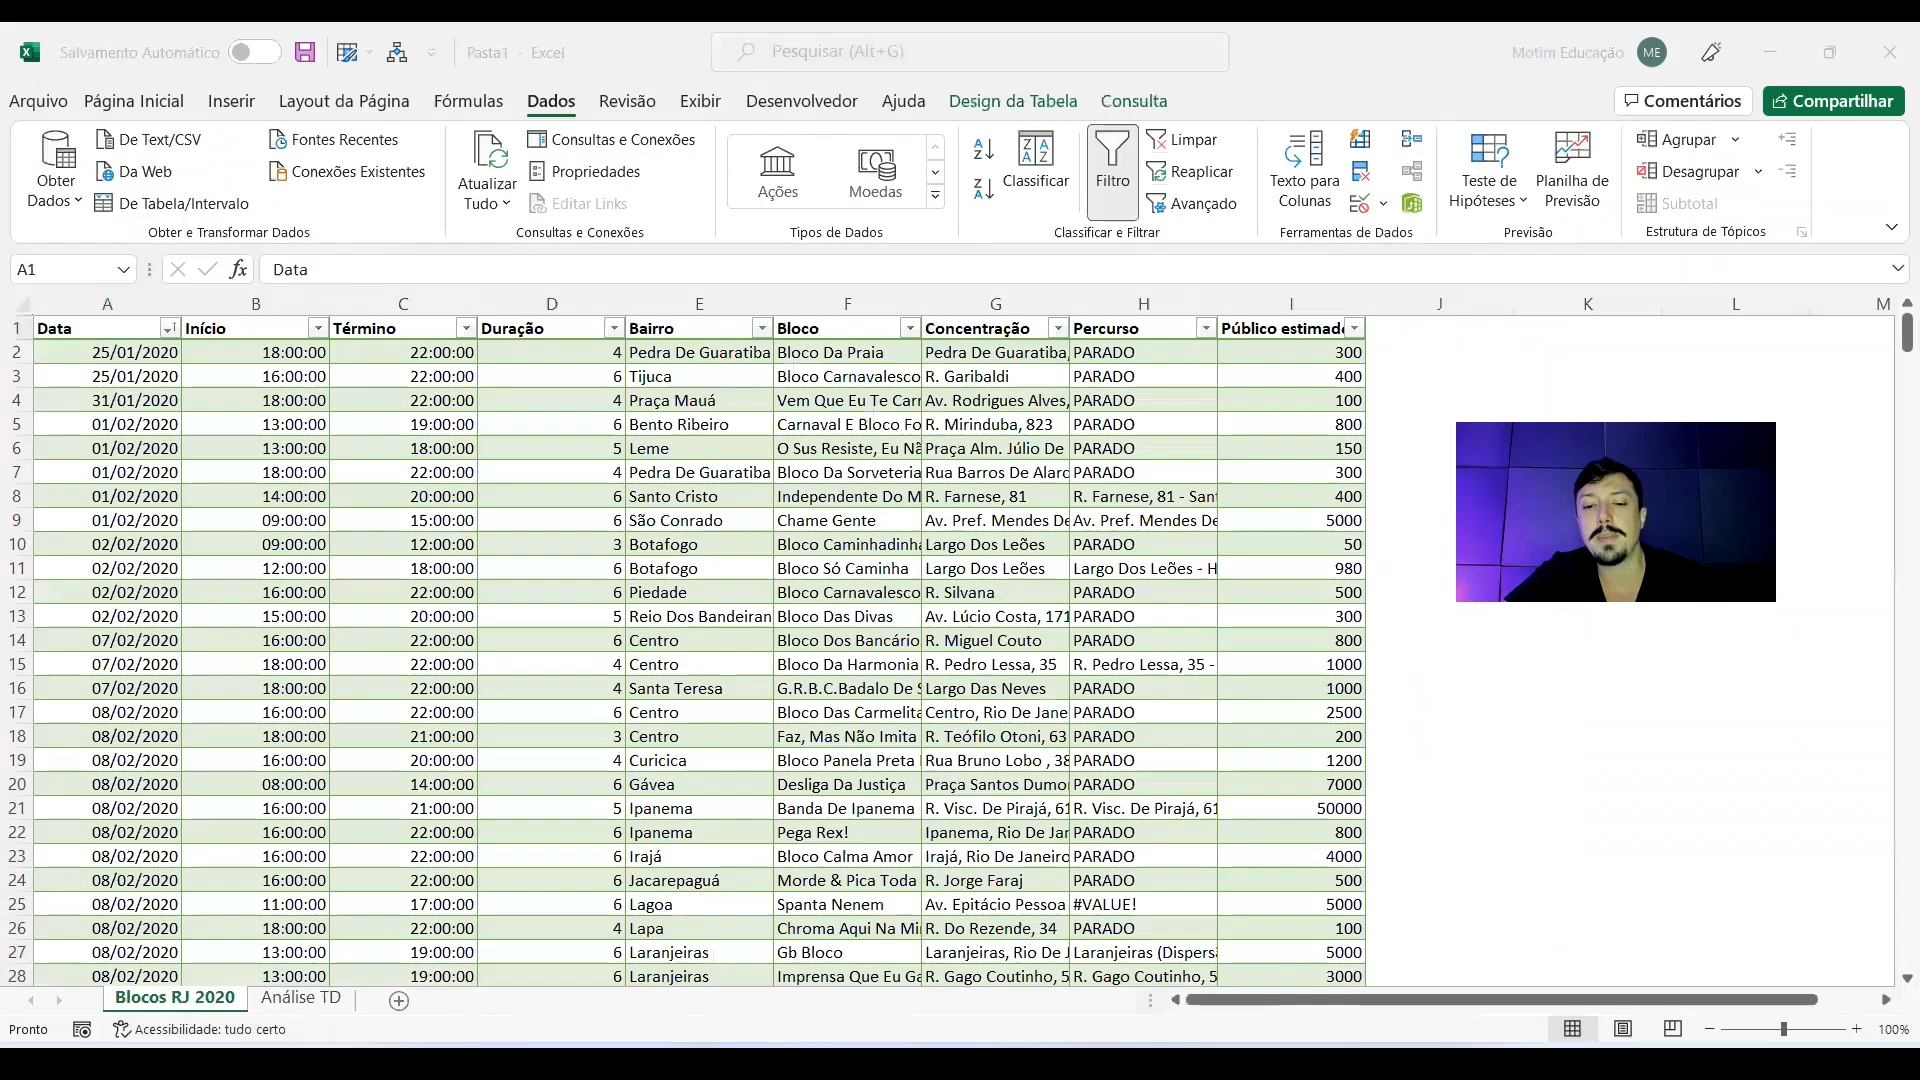 Salvamento Automático
Pasta1 - Excel
Pesquisar (Alt+G)
Motim Educação ME
Arquivo Página Inicial Inserir Layout da Página Fórmulas Dados Revisão Exibir Desenvolvedor Ajuda Design da Tabela Consulta Comentários Compartilhar
Obter Dados
De Text/CSV
Da Web
De Tabela/Intervalo
Fontes Recentes
Conexões Existentes
Obter e Transformar Dados
Atualizar Tudo
Consultas e Conexões
Propriedades
Editar Links
Consultas e Conexões
Ações Moedas
Tipos de Dados
Classificar
Filtro
Limpar
Reaplicar
Avançado
Classificar e Filtrar
Texto para Colunas
Ferramentas de Dados
Teste de Hipóteses
Planilha de Previsão
Previsão
Agrupar
Desagrupar
Subtotal
Estrutura de Tópicos
A1 fx Data
A B C D E F G H I J K L M
1 Data Início Término Duração Bairro Bloco Concentração Percurso Público estimad
2 25/01/2020 18:00:00 22:00:00 4 Pedra De Guaratiba Bloco Da Praia Pedra De Guaratiba, PARADO 300
3 25/01/2020 16:00:00 22:00:00 6 Tijuca Bloco Carnavalesco R. Garibaldi PARADO 400
4 31/01/2020 18:00:00 22:00:00 4 Praça Mauá Vem Que Eu Te Carr Av. Rodrigues Alves, PARADO 100
5 01/02/2020 13:00:00 19:00:00 6 Bento Ribeiro Carnaval E Bloco Fo R. Mirinduba, 823 PARADO 800
6 01/02/2020 13:00:00 18:00:00 5 Leme O Sus Resiste, Eu Nã Praça Alm. Júlio De PARADO 150
7 01/02/2020 18:00:00 22:00:00 4 Pedra De Guaratiba Bloco Da Sorveteria Rua Barros De Alarc PARADO 300
8 01/02/2020 14:00:00 20:00:00 6 Santo Cristo Independente Do M R. Farnese, 81 R. Farnese, 81 - Sant 400
9 01/02/2020 09:00:00 15:00:00 6 São Conrado Chame Gente Av. Pref. Mendes De Av. Pref. Mendes De 5000
10 02/02/2020 09:00:00 12:00:00 3 Botafogo Bloco Caminhadinha Largo Dos Leões PARADO 50
11 02/02/2020 12:00:00 18:00:00 6 Botafogo Bloco Só Caminha Largo Dos Leões Largo Dos Leões - H 980
12 02/02/2020 16:00:00 22:00:00 6 Piedade Bloco Carnavalesco R. Silvana PARADO 500
13 02/02/2020 15:00:00 20:00:00 5 Reio Dos Bandeiran Bloco Das Divas Av. Lúcio Costa, 171 PARADO 300
14 07/02/2020 16:00:00 22:00:00 6 Centro Bloco Dos Bancário R. Miguel Couto PARADO 800
15 07/02/2020 18:00:00 22:00:00 4 Centro Bloco Da Harmonia R. Pedro Lessa, 35 R. Pedro Lessa, 35 - 1000
16 07/02/2020 18:00:00 22:00:00 4 Santa Teresa G.R.B.C.Badalo De S Largo Das Neves PARADO 1000
17 08/02/2020 16:00:00 22:00:00 6 Centro Bloco Das Carmelita Centro, Rio De Jane PARADO 2500
18 08/02/2020 18:00:00 21:00:00 3 Centro Faz, Mas Não Imita R. Teófilo Otoni, 63 PARADO 200
19 08/02/2020 16:00:00 20:00:00 4 Curicica Bloco Panela Preta Rua Bruno Lobo , 38 PARADO 1200
20 08/02/2020 08:00:00 14:00:00 6 Gávea Desliga Da Justiça Praça Santos Dumo PARADO 7000
21 08/02/2020 16:00:00 21:00:00 5 Ipanema Banda De Ipanema R. Visc. De Pirajá, 61 R. Visc. De Pirajá, 61 50000
22 08/02/2020 16:00:00 22:00:00 6 Ipanema Pega Rex! Ipanema, Rio De Jar PARADO 800
23 08/02/2020 16:00:00 22:00:00 6 Irajá Bloco Calma Amor Irajá, Rio De Janeiro PARADO 4000
24 08/02/2020 16:00:00 22:00:00 6 Jacarepaguá Morde & Pica Toda R. Jorge Faraj PARADO 500
25 08/02/2020 11:00:00 17:00:00 6 Lagoa Spanta Nenem Av. Epitácio Pessoa #VALUE! 5000
26 08/02/2020 18:00:00 22:00:00 4 Lapa Chroma Aqui Na Mi R. Do Rezende, 34 PARADO 100
27 08/02/2020 13:00:00 19:00:00 6 Laranjeiras Gb Bloco Laranjeiras, Rio De J Laranjeiras (Dispers 5000
28 08/02/2020 13:00:00 19:00:00 6 Laranjeiras Imprensa Que Eu Ga R. Gago Coutinho, 5 R. Gago Coutinho, 5 3000
Blocos RJ 2020 Análise TD
Pronto Acessibilidade: tudo certo 100%